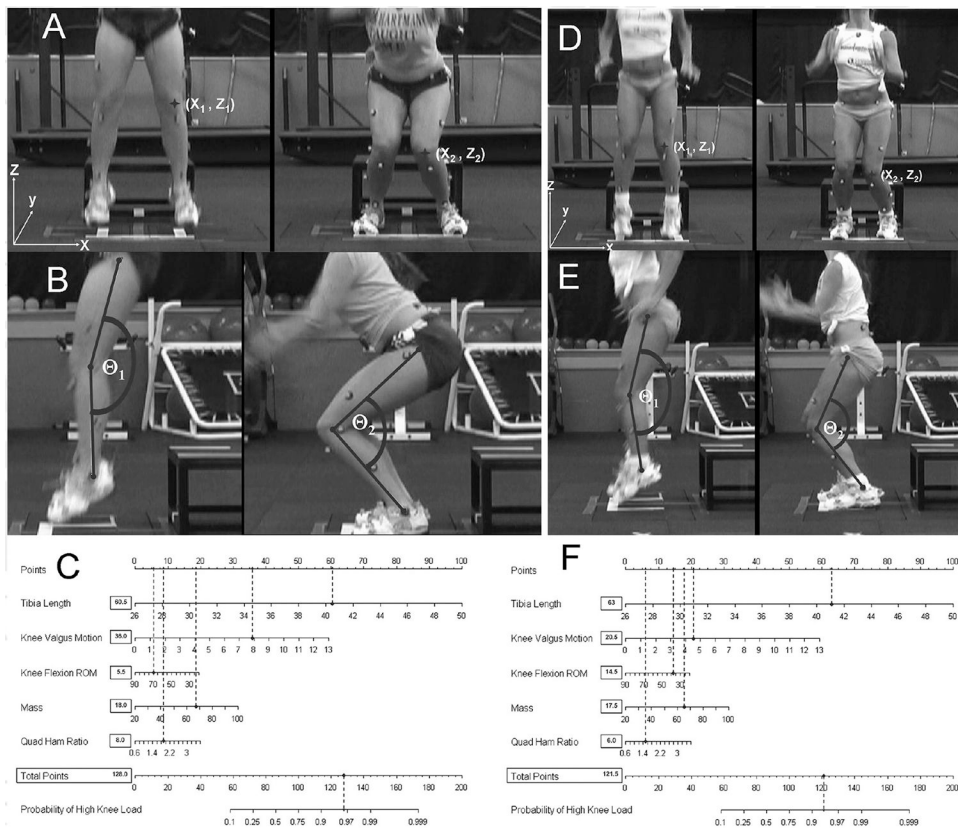 A
(X1, Z1)
(X2, Z2)
z
y
x
D
(X1, Z1)
(X2, Z2)
z
y
x
B
Θ1
Θ2
E
Θ1
Θ2
C
Points
0 10 20 30 40 50 60 70 80 90 100
Tibia Length 60.5
26 28 30 32 34 36 38 40 42 44 46 48 50
Knee Valgus Motion 36.0
0 1 2 3 4 5 6 7 8 9 10 11 12 13
Knee Flexion ROM 5.5
90 70 50 30
Mass 18.0
20 40 60 80 100
Quad Ham Ratio 8.0
0.6 1.4 2.2 3
Total Points 128.0
0 20 40 60 80 100 120 140 160 180 200
Probability of High Knee Load
0.1 0.25 0.5 0.75 0.9 0.97 0.99 0.999
F
Points
0 10 20 30 40 50 60 70 80 90 100
Tibia Length 63
26 28 30 32 34 36 38 40 42 44 46 48 50
Knee Valgus Motion 20.5
0 1 2 3 4 5 6 7 8 9 10 11 12 13
Knee Flexion ROM 14.5
90 70 50 30
Mass 17.5
20 40 60 80 100
Quad Ham Ratio 6.0
0.6 1.4 2.2 3
Total Points 121.5
0 20 40 60 80 100 120 140 160 180 200
Probability of High Knee Load
0.1 0.25 0.5 0.75 0.9 0.97 0.99 0.999